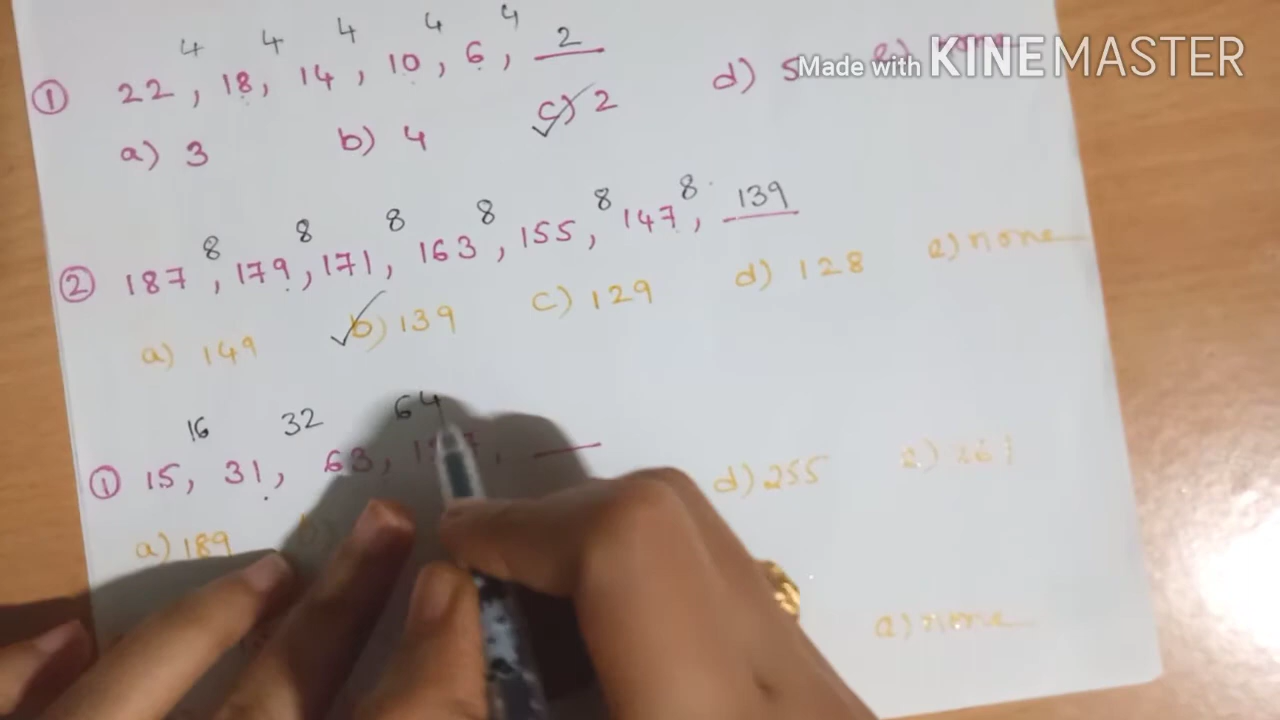 4 4 4 4 4
① 22, 18, 14, 10, 6, 2
a) 3 b) 4 c) 2 d) 5
Made with KINEMASTER
8 8 8 8 8 8
② 187, 179, 171, 163, 155, 147, 139
a) 149 b) 139 c) 129 d) 128 e) none
16 32 64
① 15, 31, 63,
a) 189 d) 255
e) none